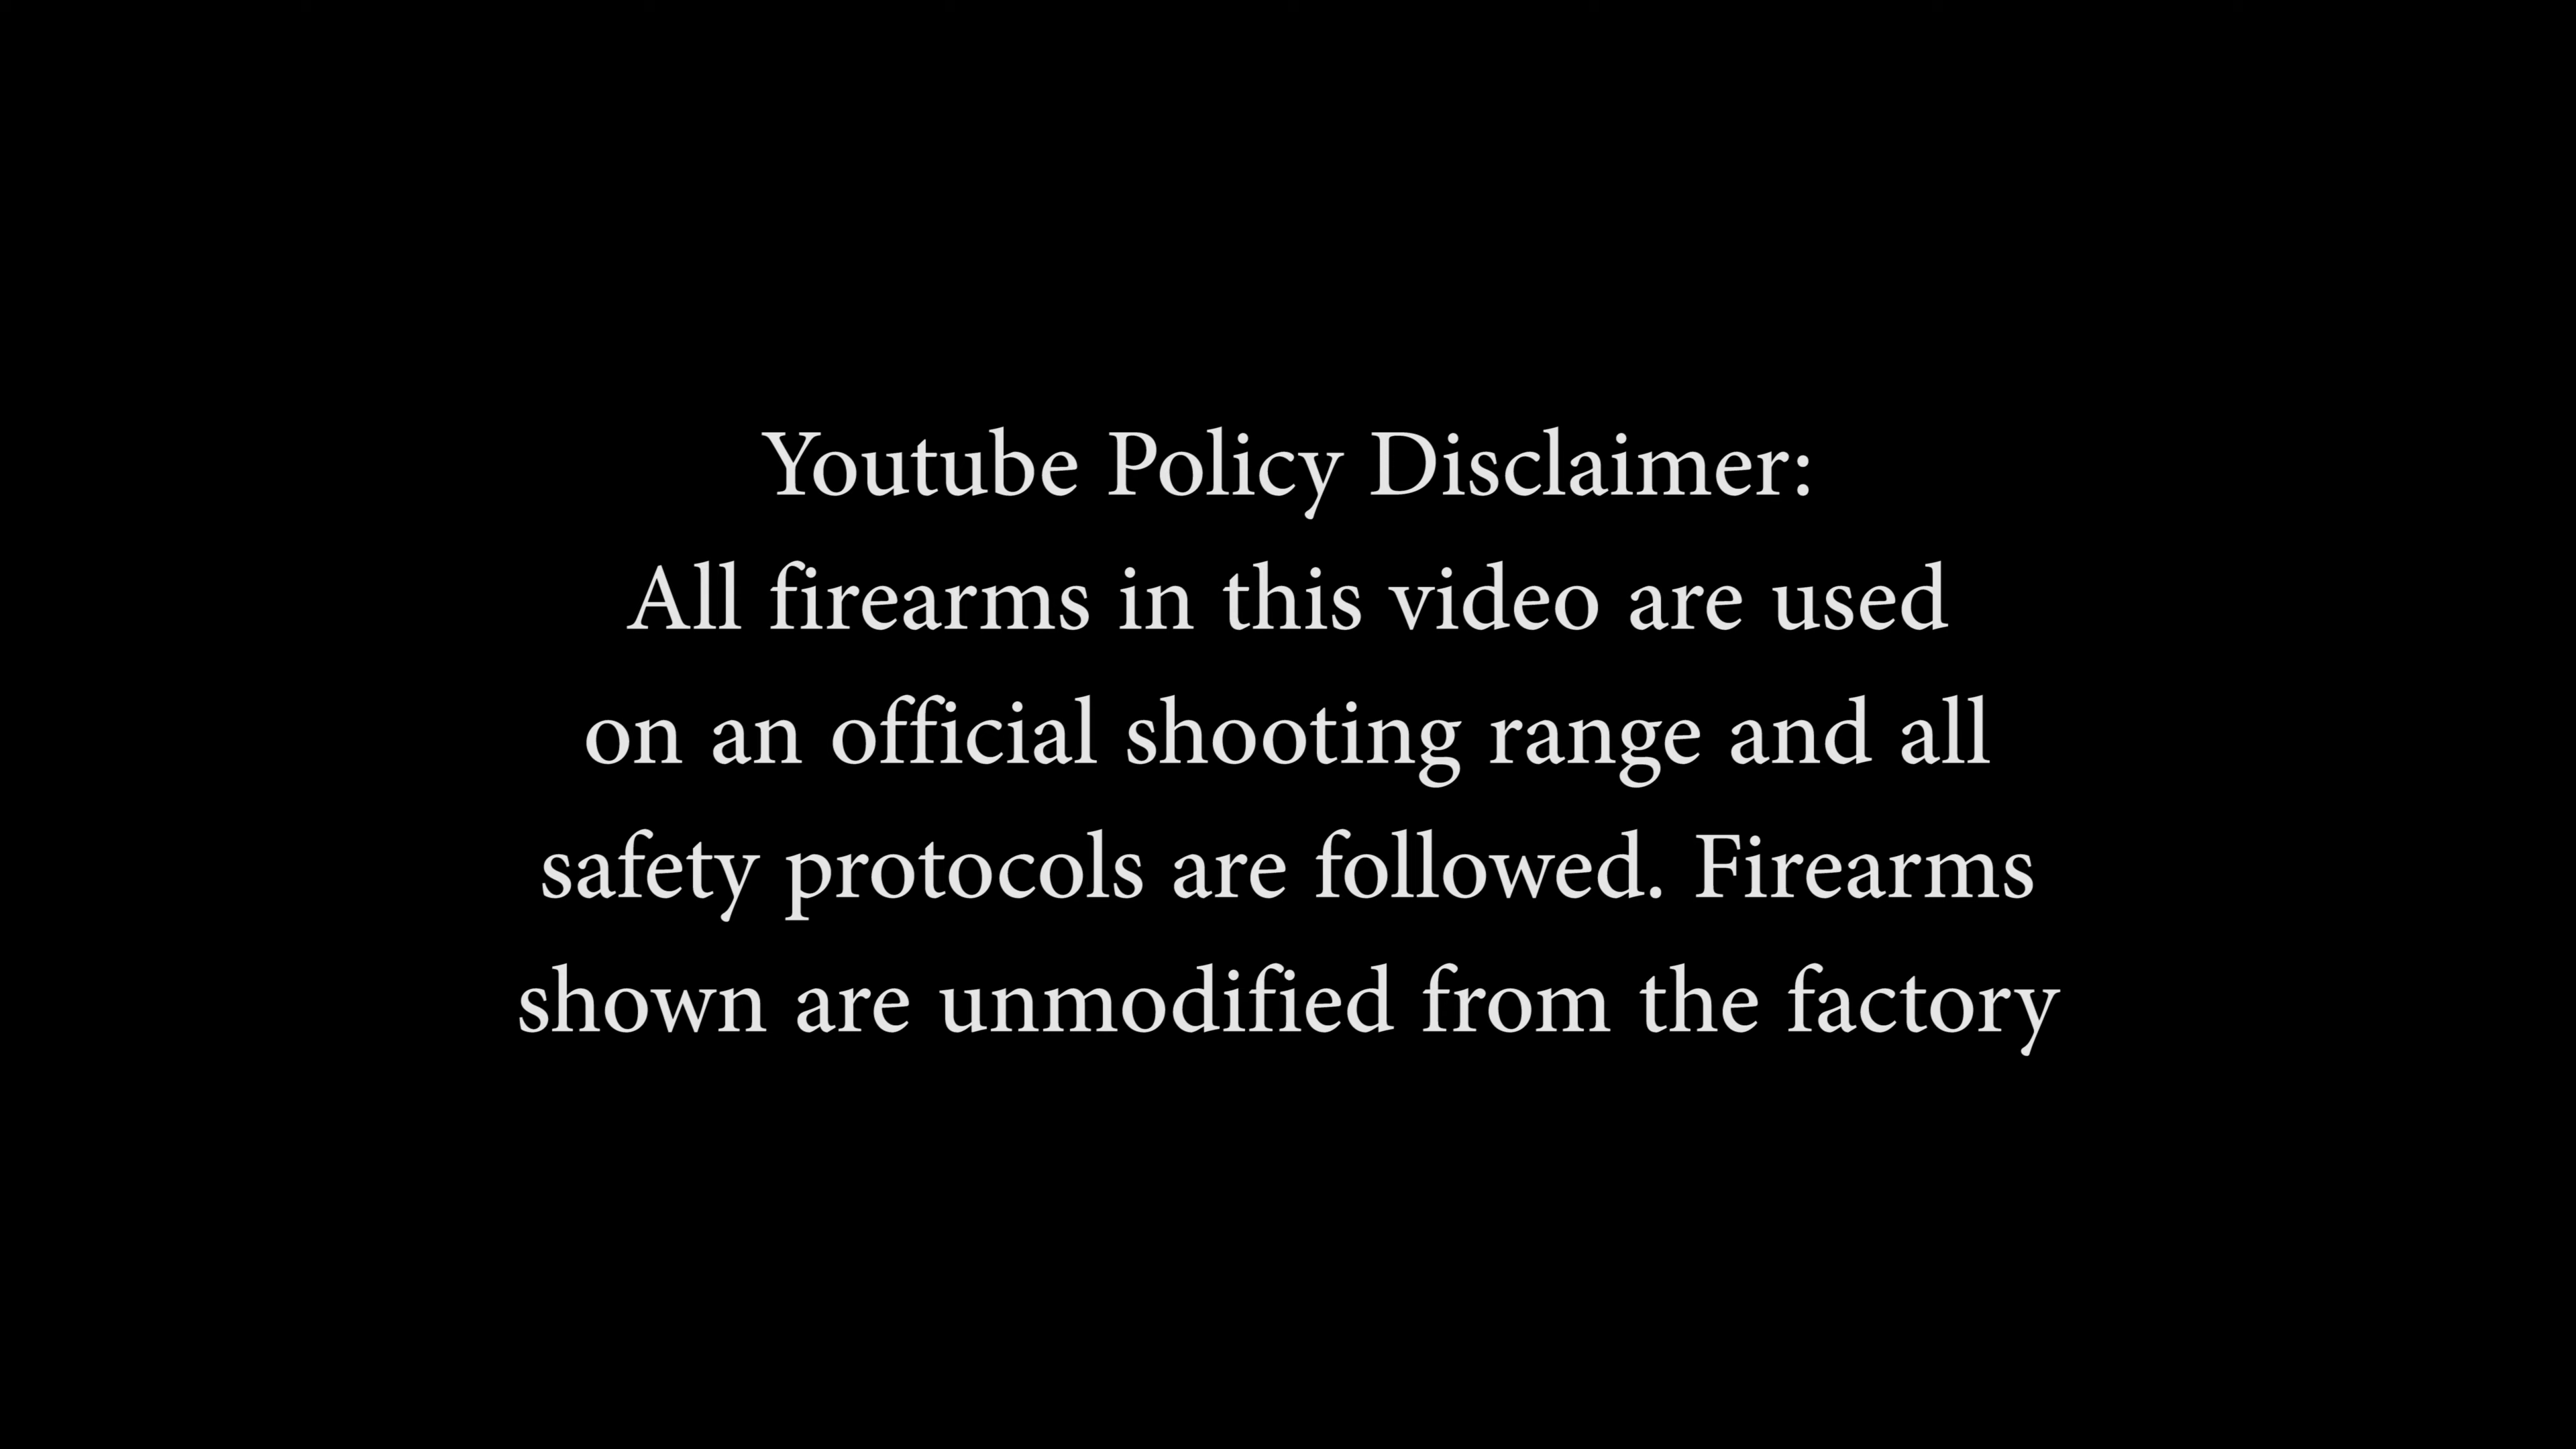 Youtube Policy Disclaimer:
All firearms in this video are used
on an official shooting range and all
safety protocols are followed. Firearms
shown are unmodified from the factory